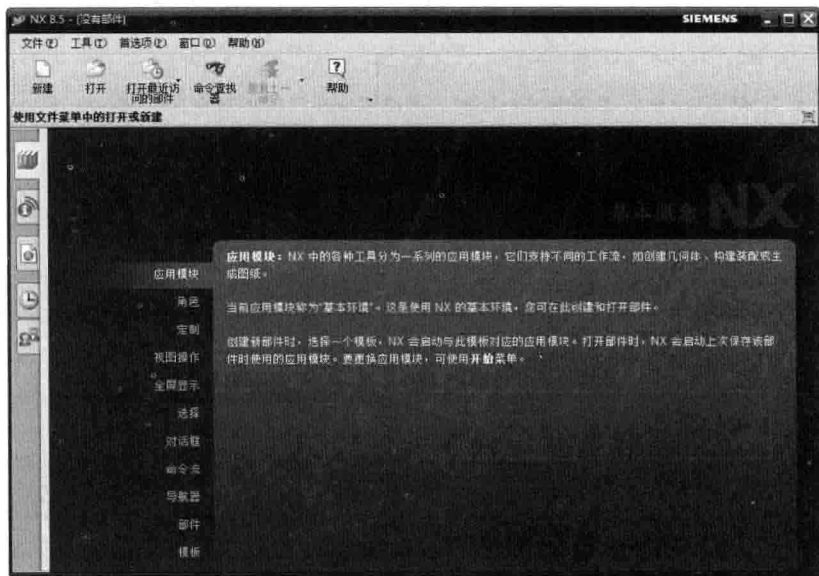 NX 8.5 - [没有部件]
SIEMENS
文件(F) 工具(T) 首选项(P) 窗口(O) 帮助(H)
新建
打开
打开最近访问的部件
命令查找器
帮助
使用文件菜单中的打开或新建
基本概念 NX
应用模块
角色
定制
视图操作
全屏显示
选择
对话框
命令流
导航器
部件
模板
应用模块：NX 中的各种工具分为一系列的应用模块，它们支持不同的工作流，如创建几何体、构建装配或生
成图纸。
当前应用模块称为“基本环境”。这是使用 NX 的基本环境，您可在此创建和打开部件。
创建新部件时，选择一个模板，NX 会启动与此模板对应的应用模块。打开部件时，NX 会启动上次保存该部
件时使用的应用模块。要更换应用模块，可使用开始菜单。